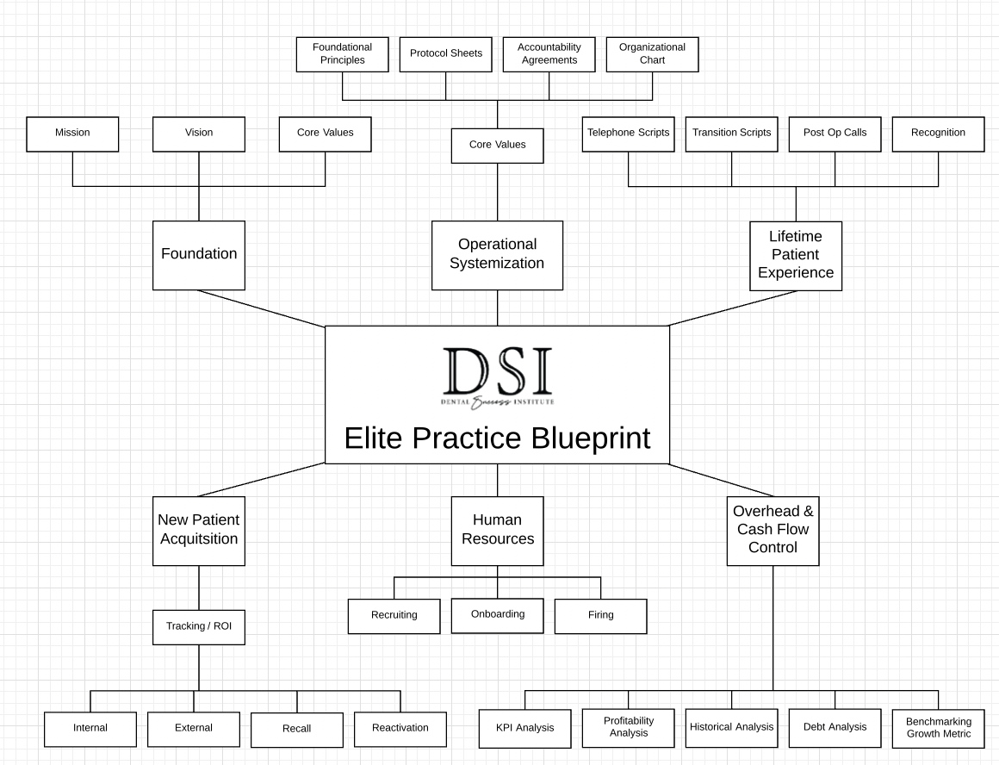 Foundational
Principles
Protocol Sheets
Accountability
Agreements
Organizational
Chart
Mission
Vision
Core Values
Core Values
Telephone Scripts
Transition Scripts
Post Op Calls
Recognition
Foundation
Operational
Systemization
Lifetime
Patient
Experience
DSI
DENTAL Success INSTITUTE
Elite Practice Blueprint
New Patient
Acquitsition
Human
Resources
Overhead &
Cash Flow
Control
Recruiting
Onboarding
Firing
Tracking / ROI
Internal
External
Recall
Reactivation
KPI Analysis
Profitability
Analysis
Historical Analysis
Debt Analysis
Benchmarking
Growth Metric